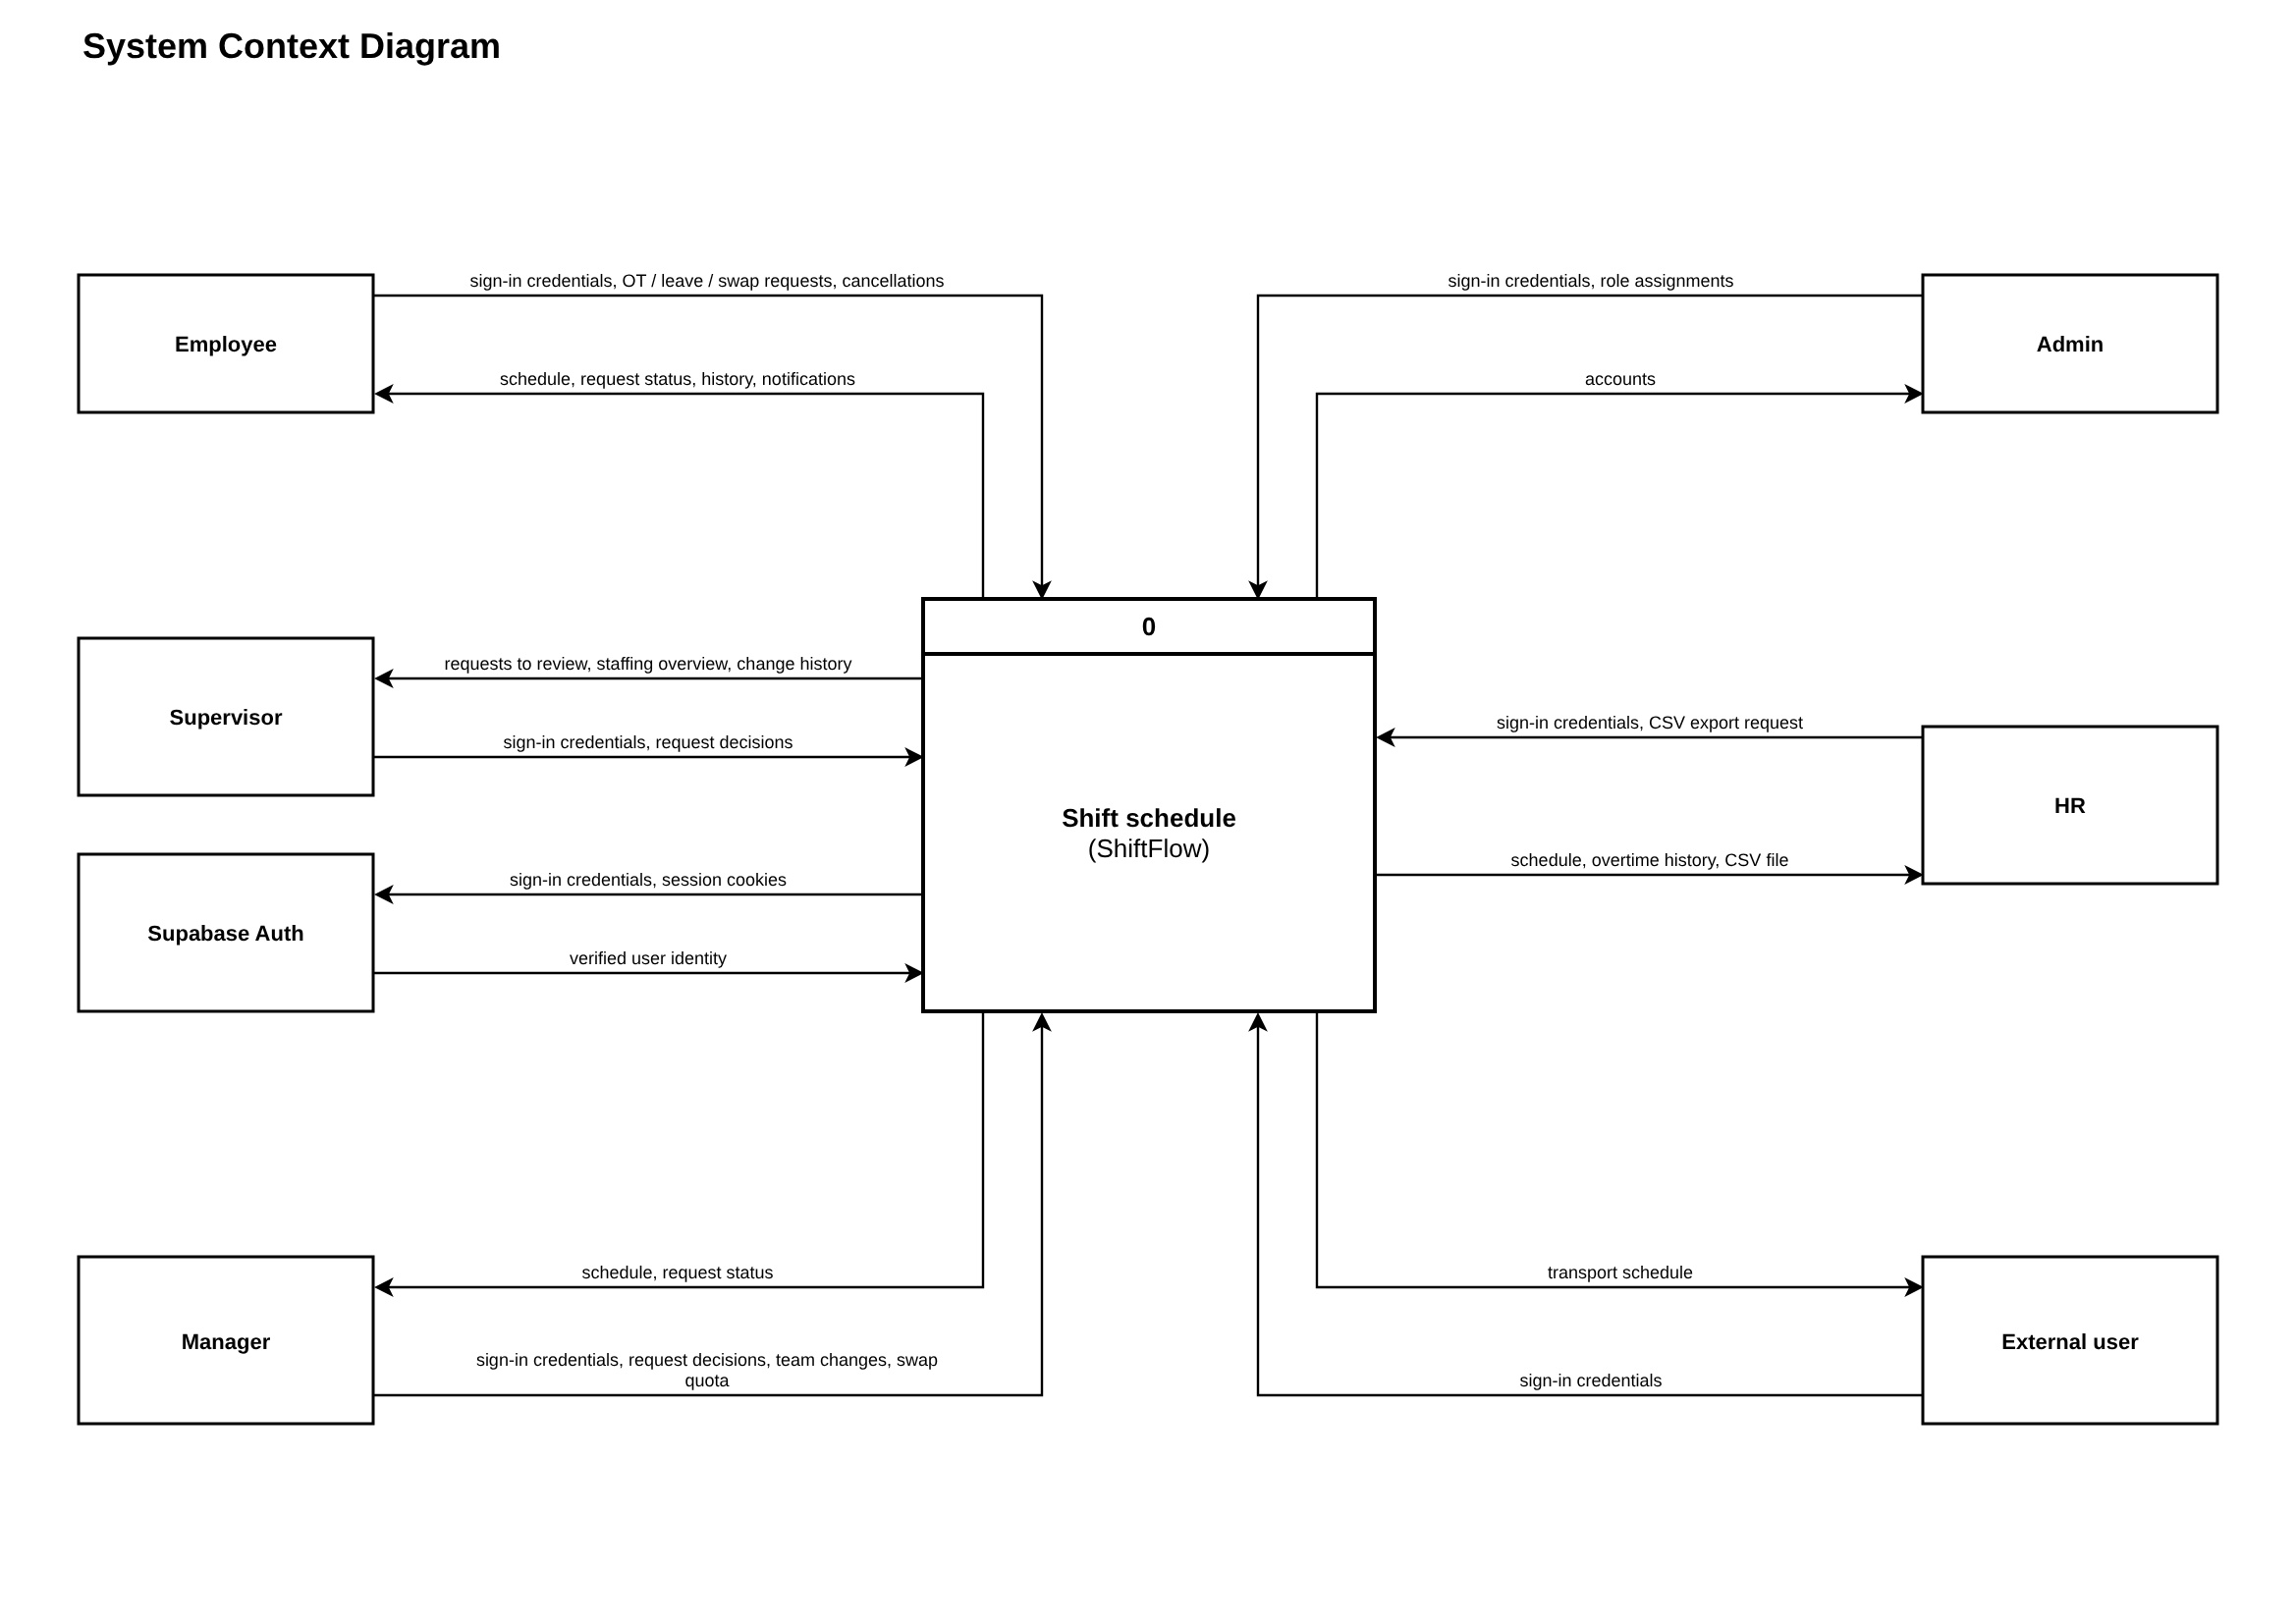 System Context Diagram
sign-in credentials, OT / leave / swap requests, cancellations
sign-in credentials, role assignments
Employee
Admin
schedule, request status, history, notifications
accounts
0
requests to review, staffing overview, change history
Supervisor
sign-in credentials, request decisions
sign-in credentials, CSV export request
HR
Shift schedule
(ShiftFlow)
schedule, overtime history, CSV file
sign-in credentials, session cookies
Supabase Auth
verified user identity
schedule, request status
transport schedule
Manager
External user
sign-in credentials, request decisions, team changes, swap
quota
sign-in credentials